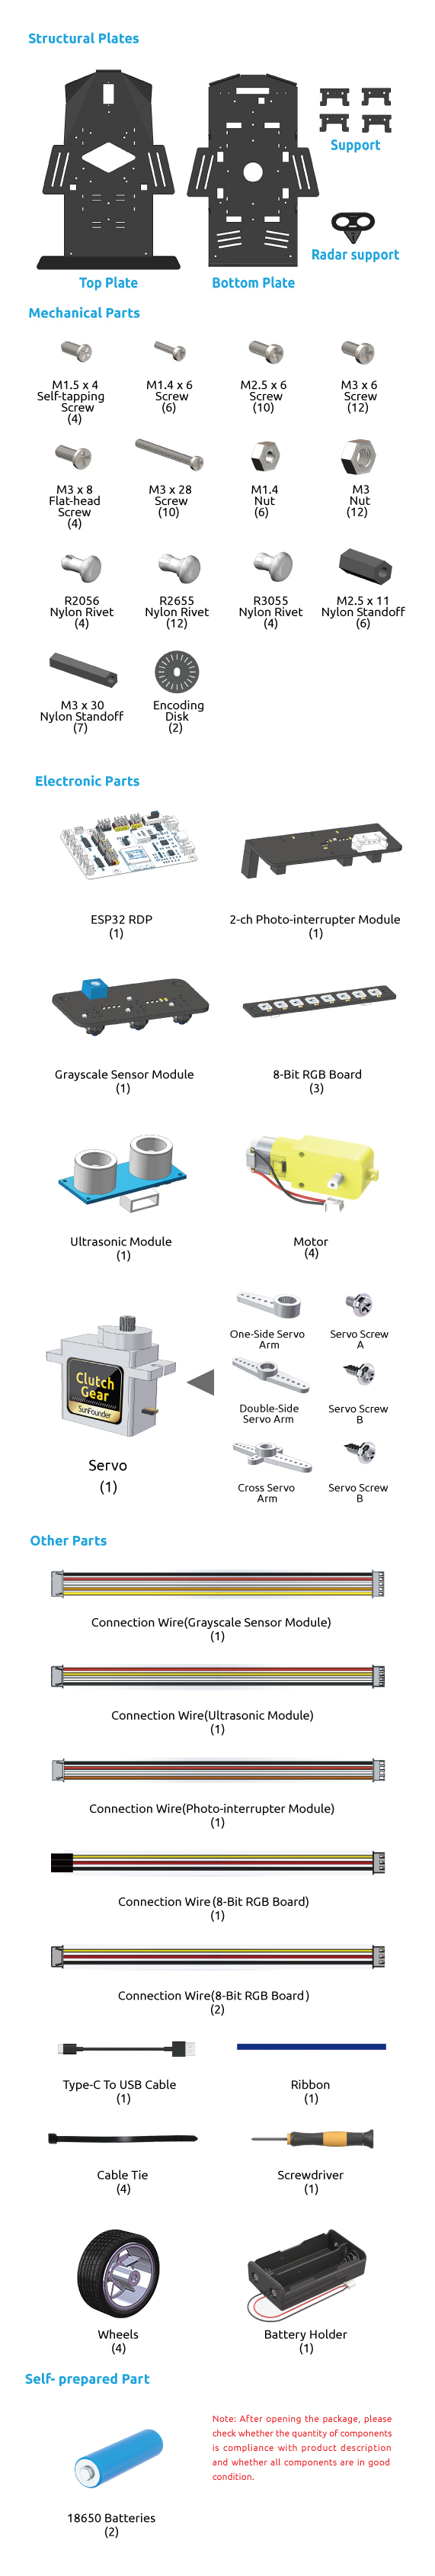 Structural Plates
Support
Radar support
Top Plate
Bottom Plate
Mechanical Parts
M1.5 x 4
Self-tapping
Screw
(4)
M1.4 x 6
Screw
(6)
M2.5 x 6
Screw
(10)
M3 x 6
Screw
(12)
M3 x 8
Flat-head
Screw
(4)
M3 x 28
Screw
(10)
M1.4
Nut
(6)
M3
Nut
(12)
R2056
Nylon Rivet
(4)
R2655
Nylon Rivet
(12)
R3055
Nylon Rivet
(4)
M2.5 x 11
Nylon Standoff
(6)
M3 x 30
Nylon Standoff
(7)
Encoding
Disk
(2)
Electronic Parts
ESP32 RDP
(1)
2-ch Photo-interrupter Module
(1)
Grayscale Sensor Module
(1)
8-Bit RGB Board
(3)
Ultrasonic Module
(1)
Motor
(4)
Clutch
Gear
SunFounder
Servo
(1)
One-Side Servo
Arm
Servo Screw
A
Double-Side
Servo Arm
Servo Screw
B
Cross Servo
Arm
Servo Screw
B
Other Parts
Connection Wire(Grayscale Sensor Module)
(1)
Connection Wire(Ultrasonic Module)
(1)
Connection Wire(Photo-interrupter Module)
(1)
Connection Wire(8-Bit RGB Board)
(1)
Connection Wire(8-Bit RGB Board)
(2)
Type-C To USB Cable
(1)
Ribbon
(1)
Cable Tie
(4)
Screwdriver
(1)
Wheels
(4)
Battery Holder
(1)
Self- prepared Part
18650 Batteries
(2)
Note: After opening the package, please
check whether the quantity of components
is compliance with product description
and whether all components are in good
condition.